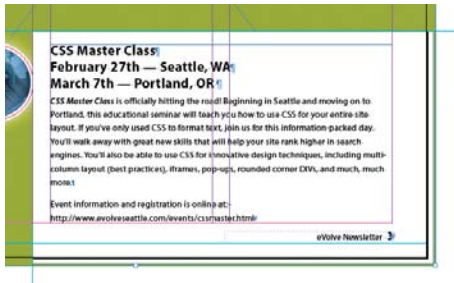 CSS Master Class
February 27th — Seattle, WA
March 7th — Portland, OR
CSS Master Class is officially hitting the road! Beginning in Seattle and moving on to
Portland, this educational seminar will teach you how to use CSS for your entire site
layout. If you've only used CSS to format text, join us for this information-packed day.
You'll walk away with great new skills that will help your site rank higher in search
engines. You'll also be able to use CSS for innovative design techniques, including multi-
column layout (best practices), iframes, pop-ups, rounded corner DIVs, and much, much
more.
Event information and registration is online at:
http://www.evolveseattle.com/events/cssmaster.html
eVolve Newsletter 3